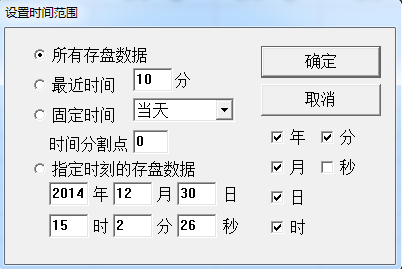 设置时间范围
所有存盘数据
最近时间 10 分
固定时间 当天
时间分割点 0
指定时刻的存盘数据
2014 年 12 月 30 日
15 时 2 分 26 秒
确定
取消
年 分
月 秒
日
时